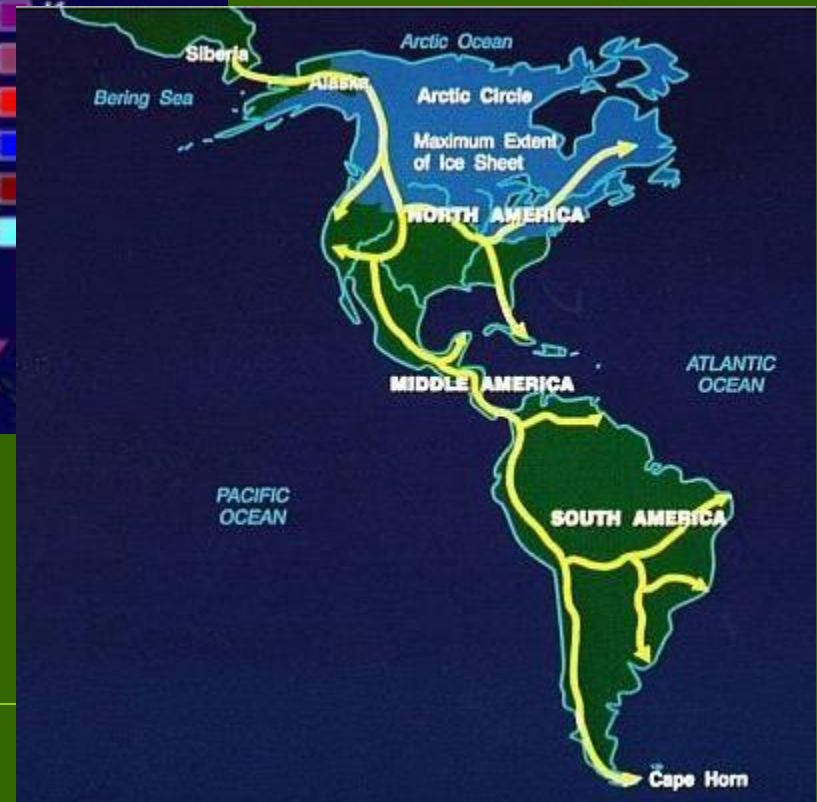 Siberia
Arctic Ocean
Alaska
Bering Sea
Arctic Circle
Maximum Extent
of Ice Sheet
NORTH AMERICA
ATLANTIC
OCEAN
MIDDLE AMERICA
PACIFIC
OCEAN
SOUTH AMERICA
Cape Horn